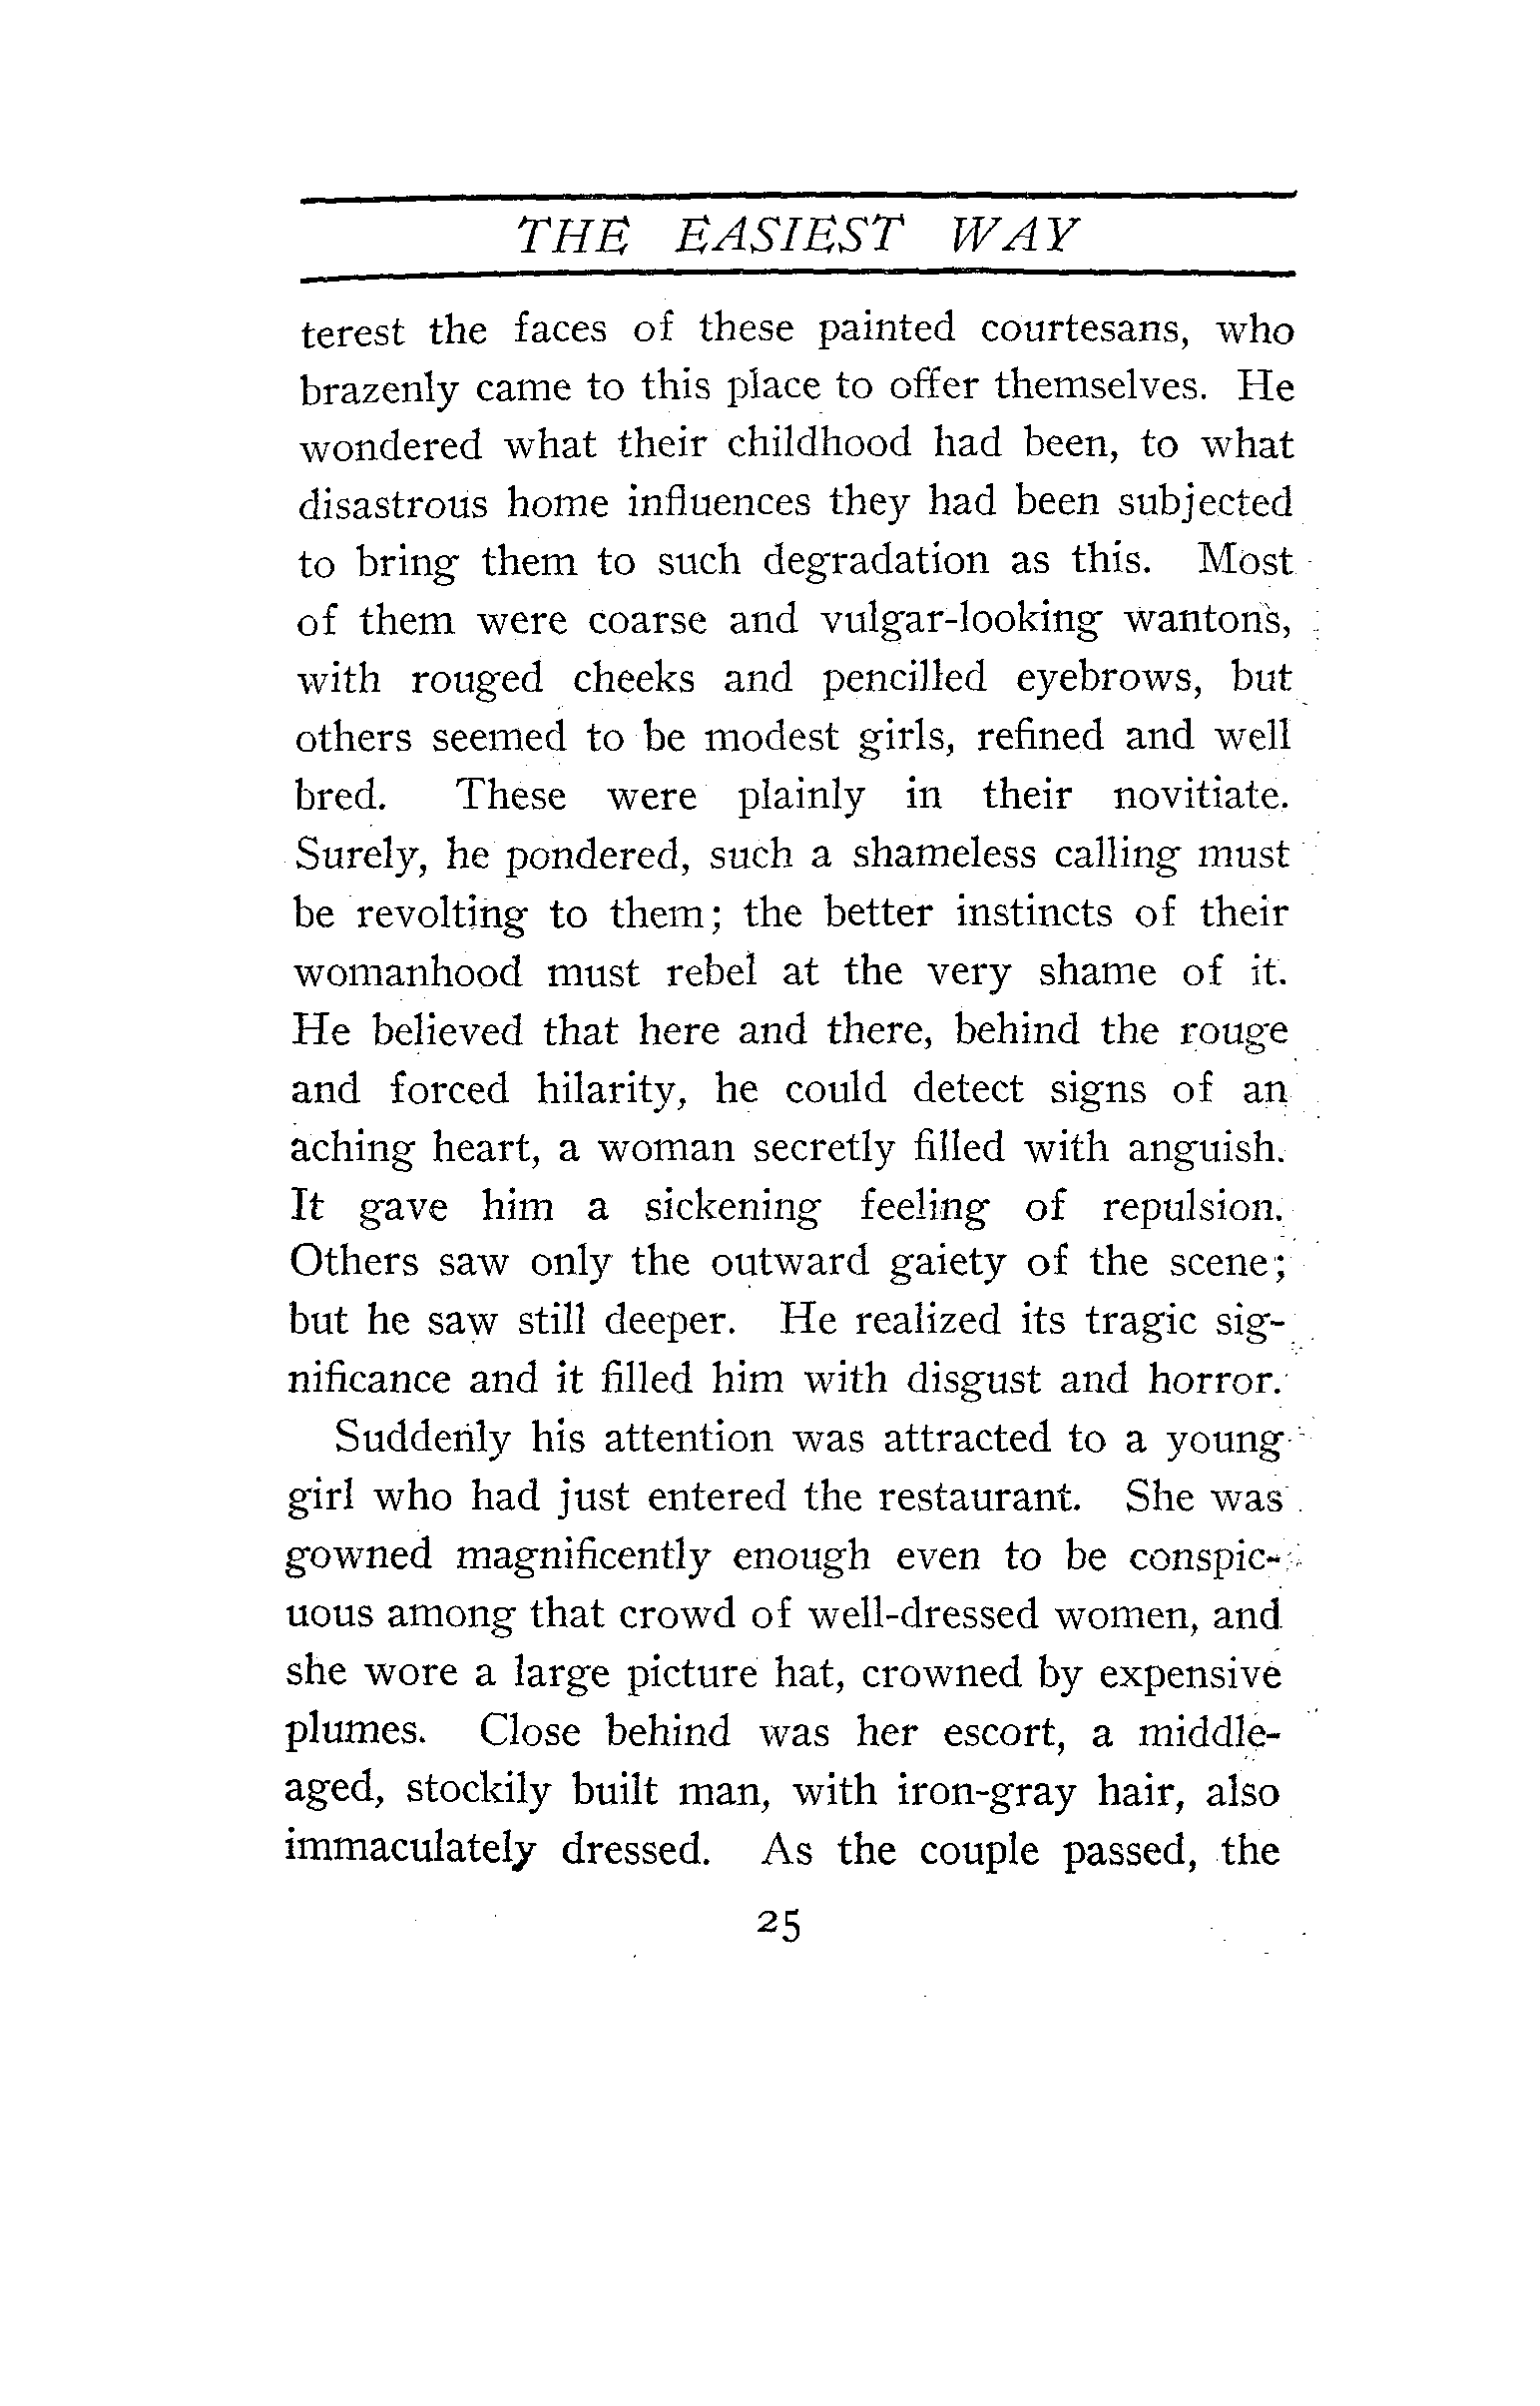 THE EASIEST WAY
terest the faces of these painted courtesans, who
brazenly came to this place to offer themselves. He
wondered what their childhood had been, to what
disastrous home influences they had been subjected
to bring them to such degradation as this. Most
of them were coarse and vulgar-looking wantons,
with rouged cheeks and pencilled eyebrows, but
others seemed to be modest girls, refined and well
bred. These were plainly in their novitiate.
Surely, he pondered, such a shameless calling must
be revolting to them; the better instincts of their
womanhood must rebel at the very shame of it.
He believed that here and there, behind the rouge
and forced hilarity, he could detect signs of an
aching heart, a woman secretly filled with anguish.
It gave him a sickening feeling of repulsion.
Others saw only the outward gaiety of the scene;
but he saw still deeper. He realized its tragic sig-
nificance and it filled him with disgust and horror.
Suddenly his attention was attracted to a young
girl who had just entered the restaurant. She was
gowned magnificently enough even to be conspic-
uous among that crowd of well-dressed women, and
she wore a large picture hat, crowned by expensive
plumes. Close behind was her escort, a middle-
aged, stockily built man, with iron-gray hair, also
immaculately dressed. As the couple passed, the
25